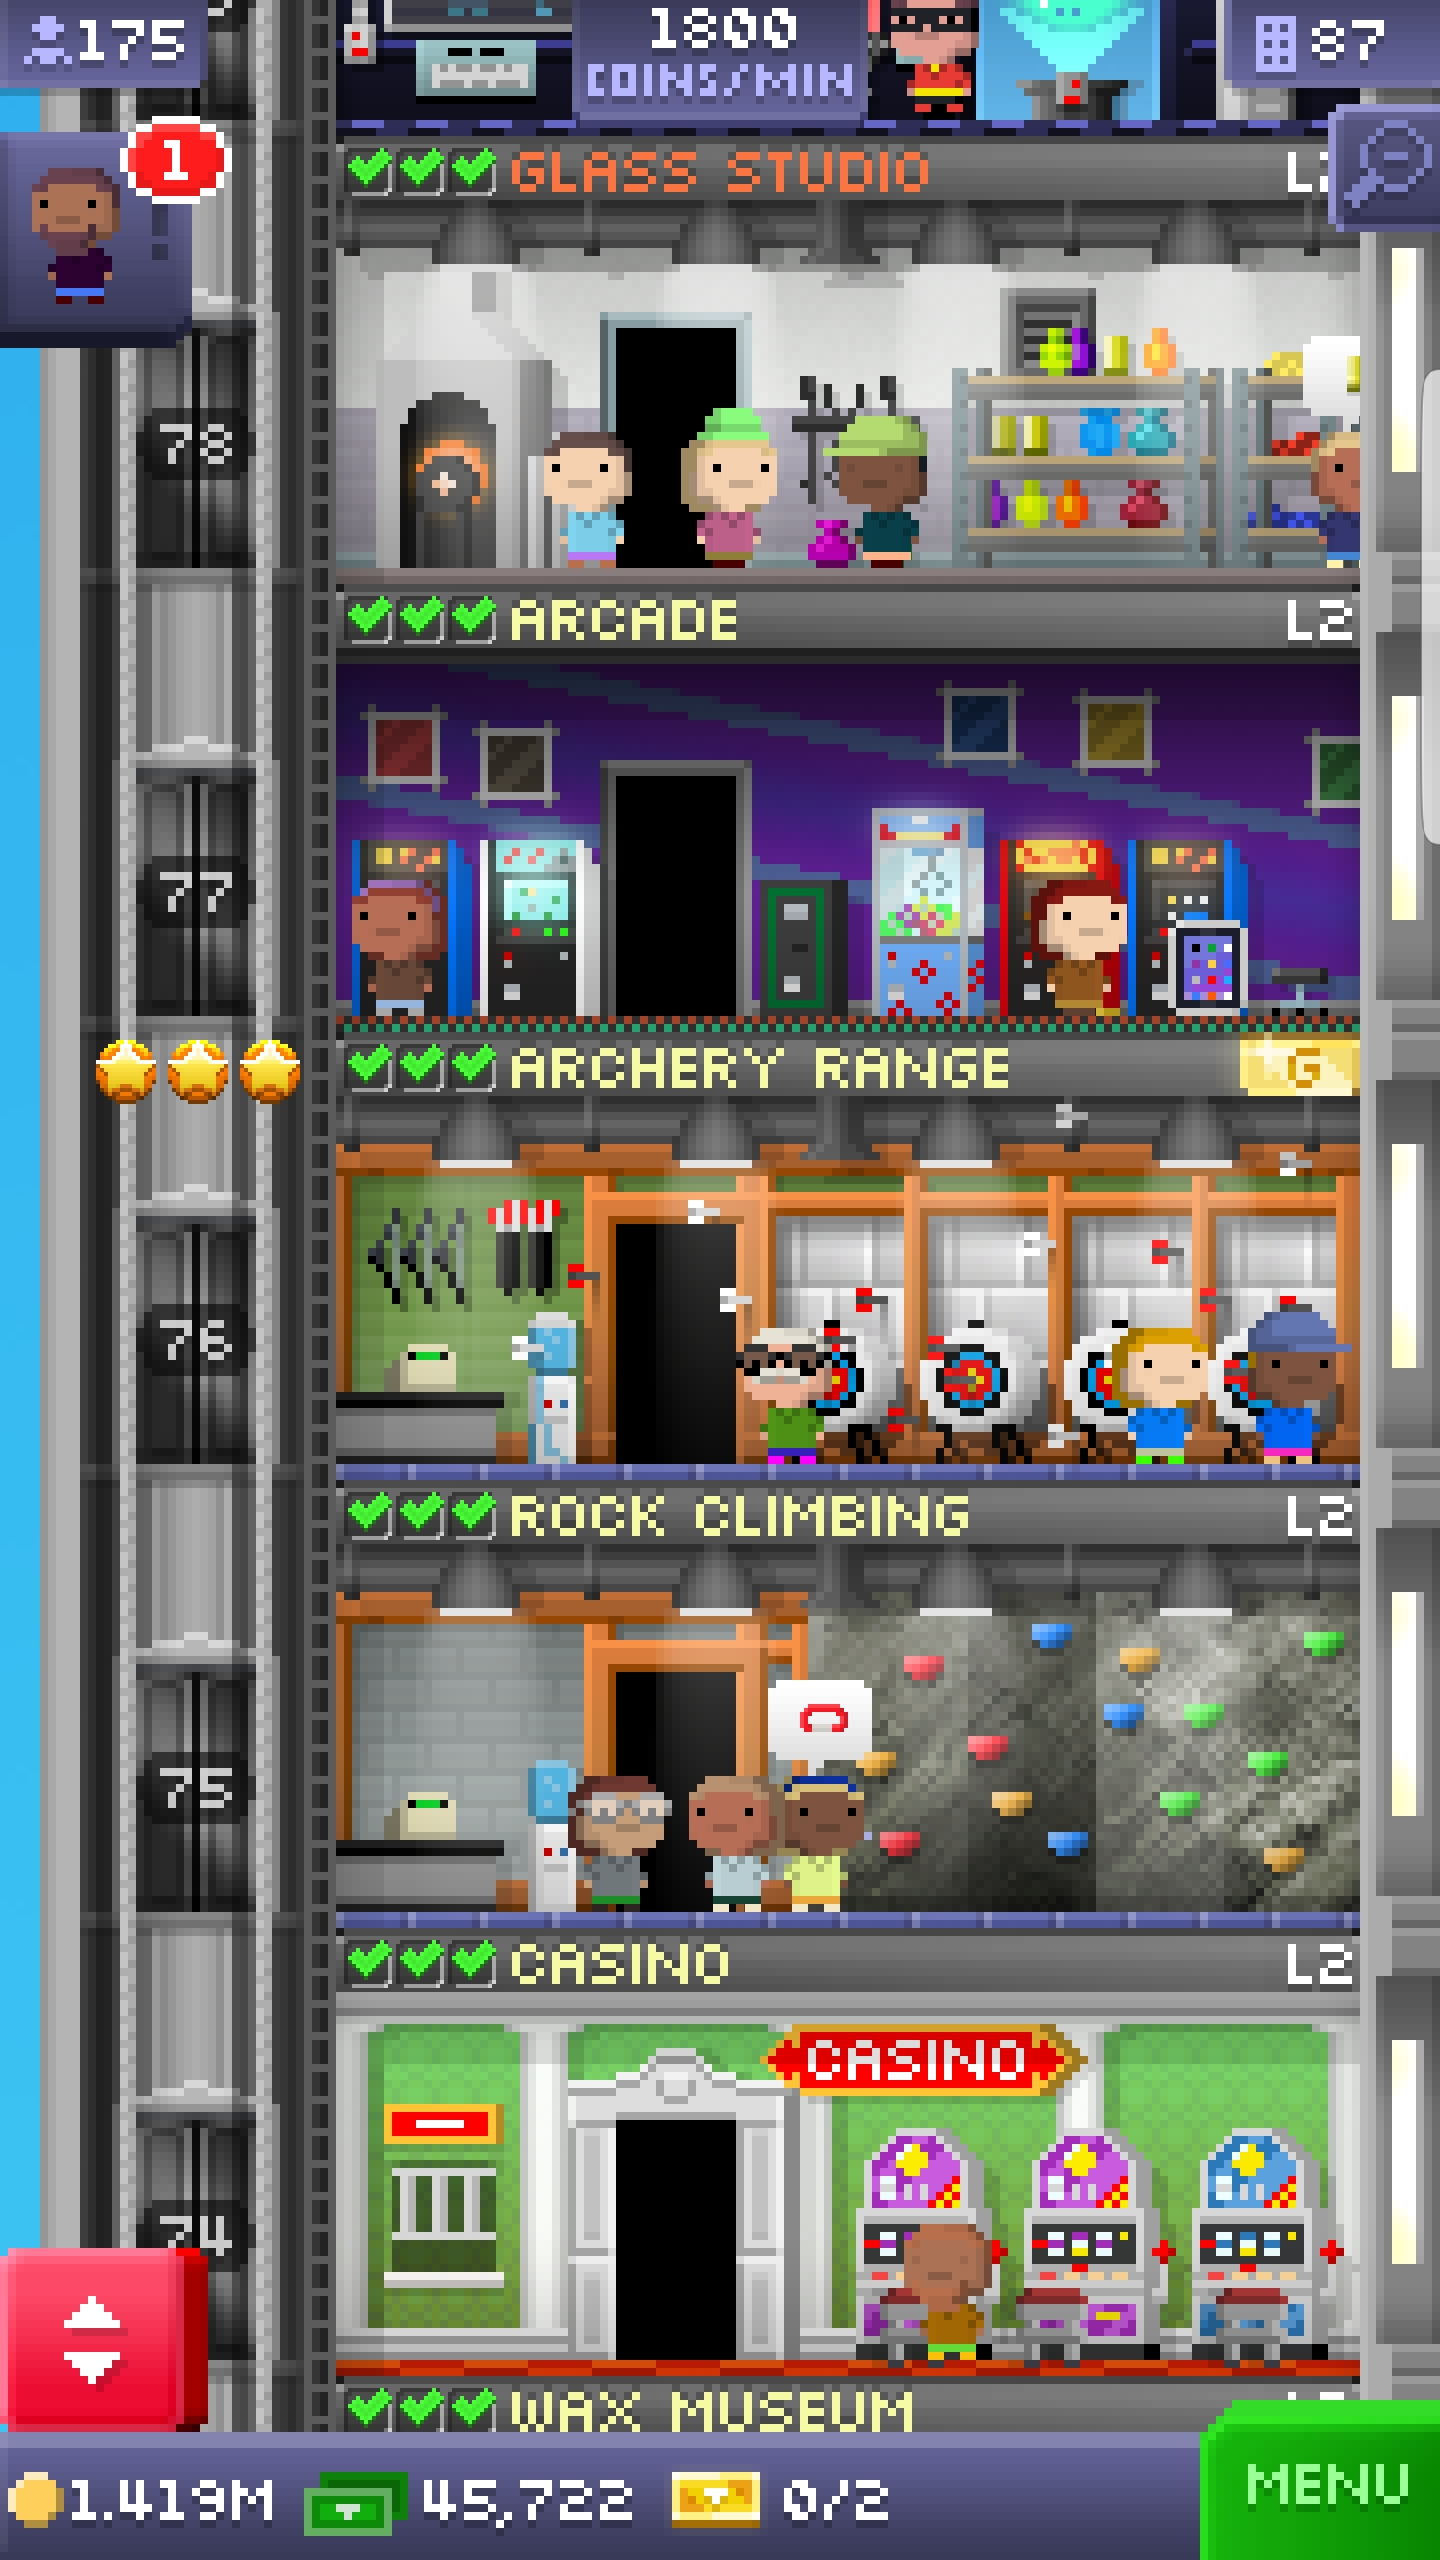 175
1800
COINS/MIN
87
1
GLASS STUDIO
78
ARCADE L2
77
ARCHERY RANGE G
76
ROCK CLIMBING L2
75
CASINO L2
CASINO
74
WAX MUSEUM
1.419M 45,722 0/2
MENU